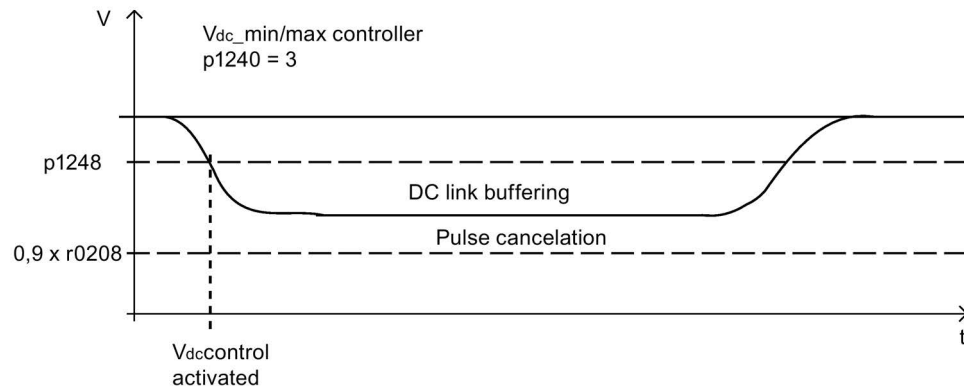 V
Vdc_min/max controller
p1240 = 3
p1248
DC link buffering
Pulse cancelation
0,9 x r0208
t
Vdccontrol
activated